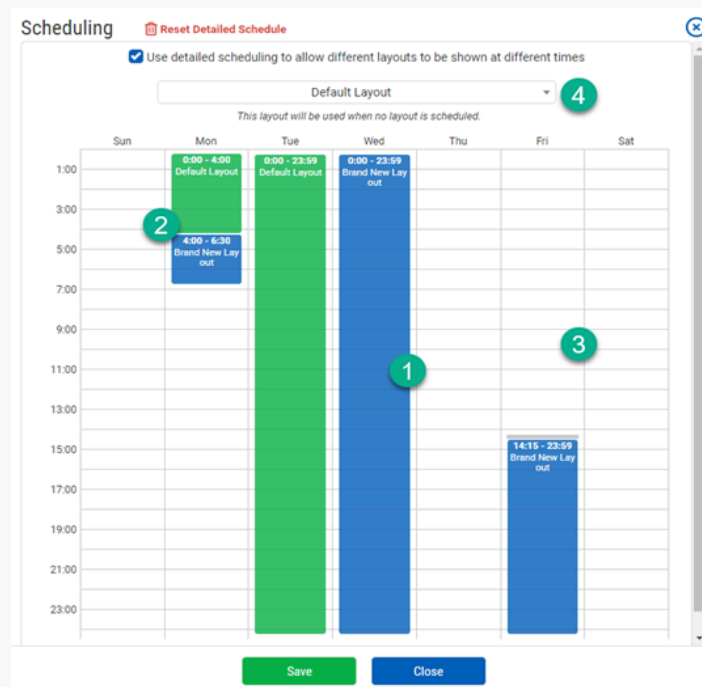 Scheduling
Reset Detailed Schedule
Use detailed scheduling to allow different layouts to be shown at different times
Default Layout
4
This layout will be used when no layout is scheduled.
Sun Mon Tue Wed Thu Fri Sat
0:00 - 4:00
Default Layout
0:00 - 23:59
Default Layout
0:00 - 23:59
Brand New Lay
out
1:00
3:00
2
4:00 - 6:30
Brand New Lay
out
5:00
7:00
9:00
3
11:00
1
13:00
14:15 - 23:59
Brand New Lay
out
15:00
17:00
19:00
21:00
23:00
Save
Close